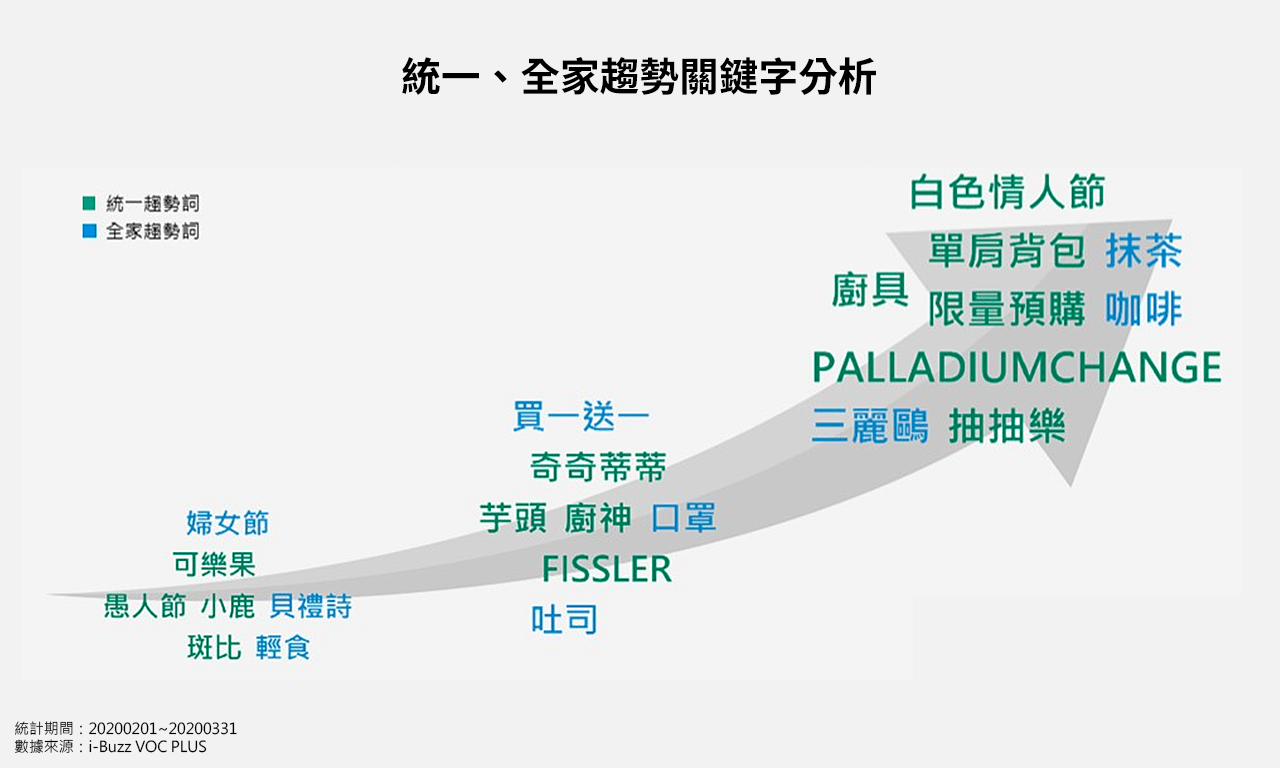 統一、全家趨勢關鍵字分析
統一趨勢詞
全家趨勢詞
婦女節
可樂果
愚人節 小鹿 貝禮詩
斑比 輕食
買一送一
奇奇蒂蒂
芋頭 廚神 口罩
FISSLER
吐司
白色情人節
單肩背包 抹茶
廚具
限量預購 咖啡
PALLADIUMCHANGE
三麗鷗 抽抽樂
統計期間：20200201~20200331
數據來源：i-Buzz VOC PLUS